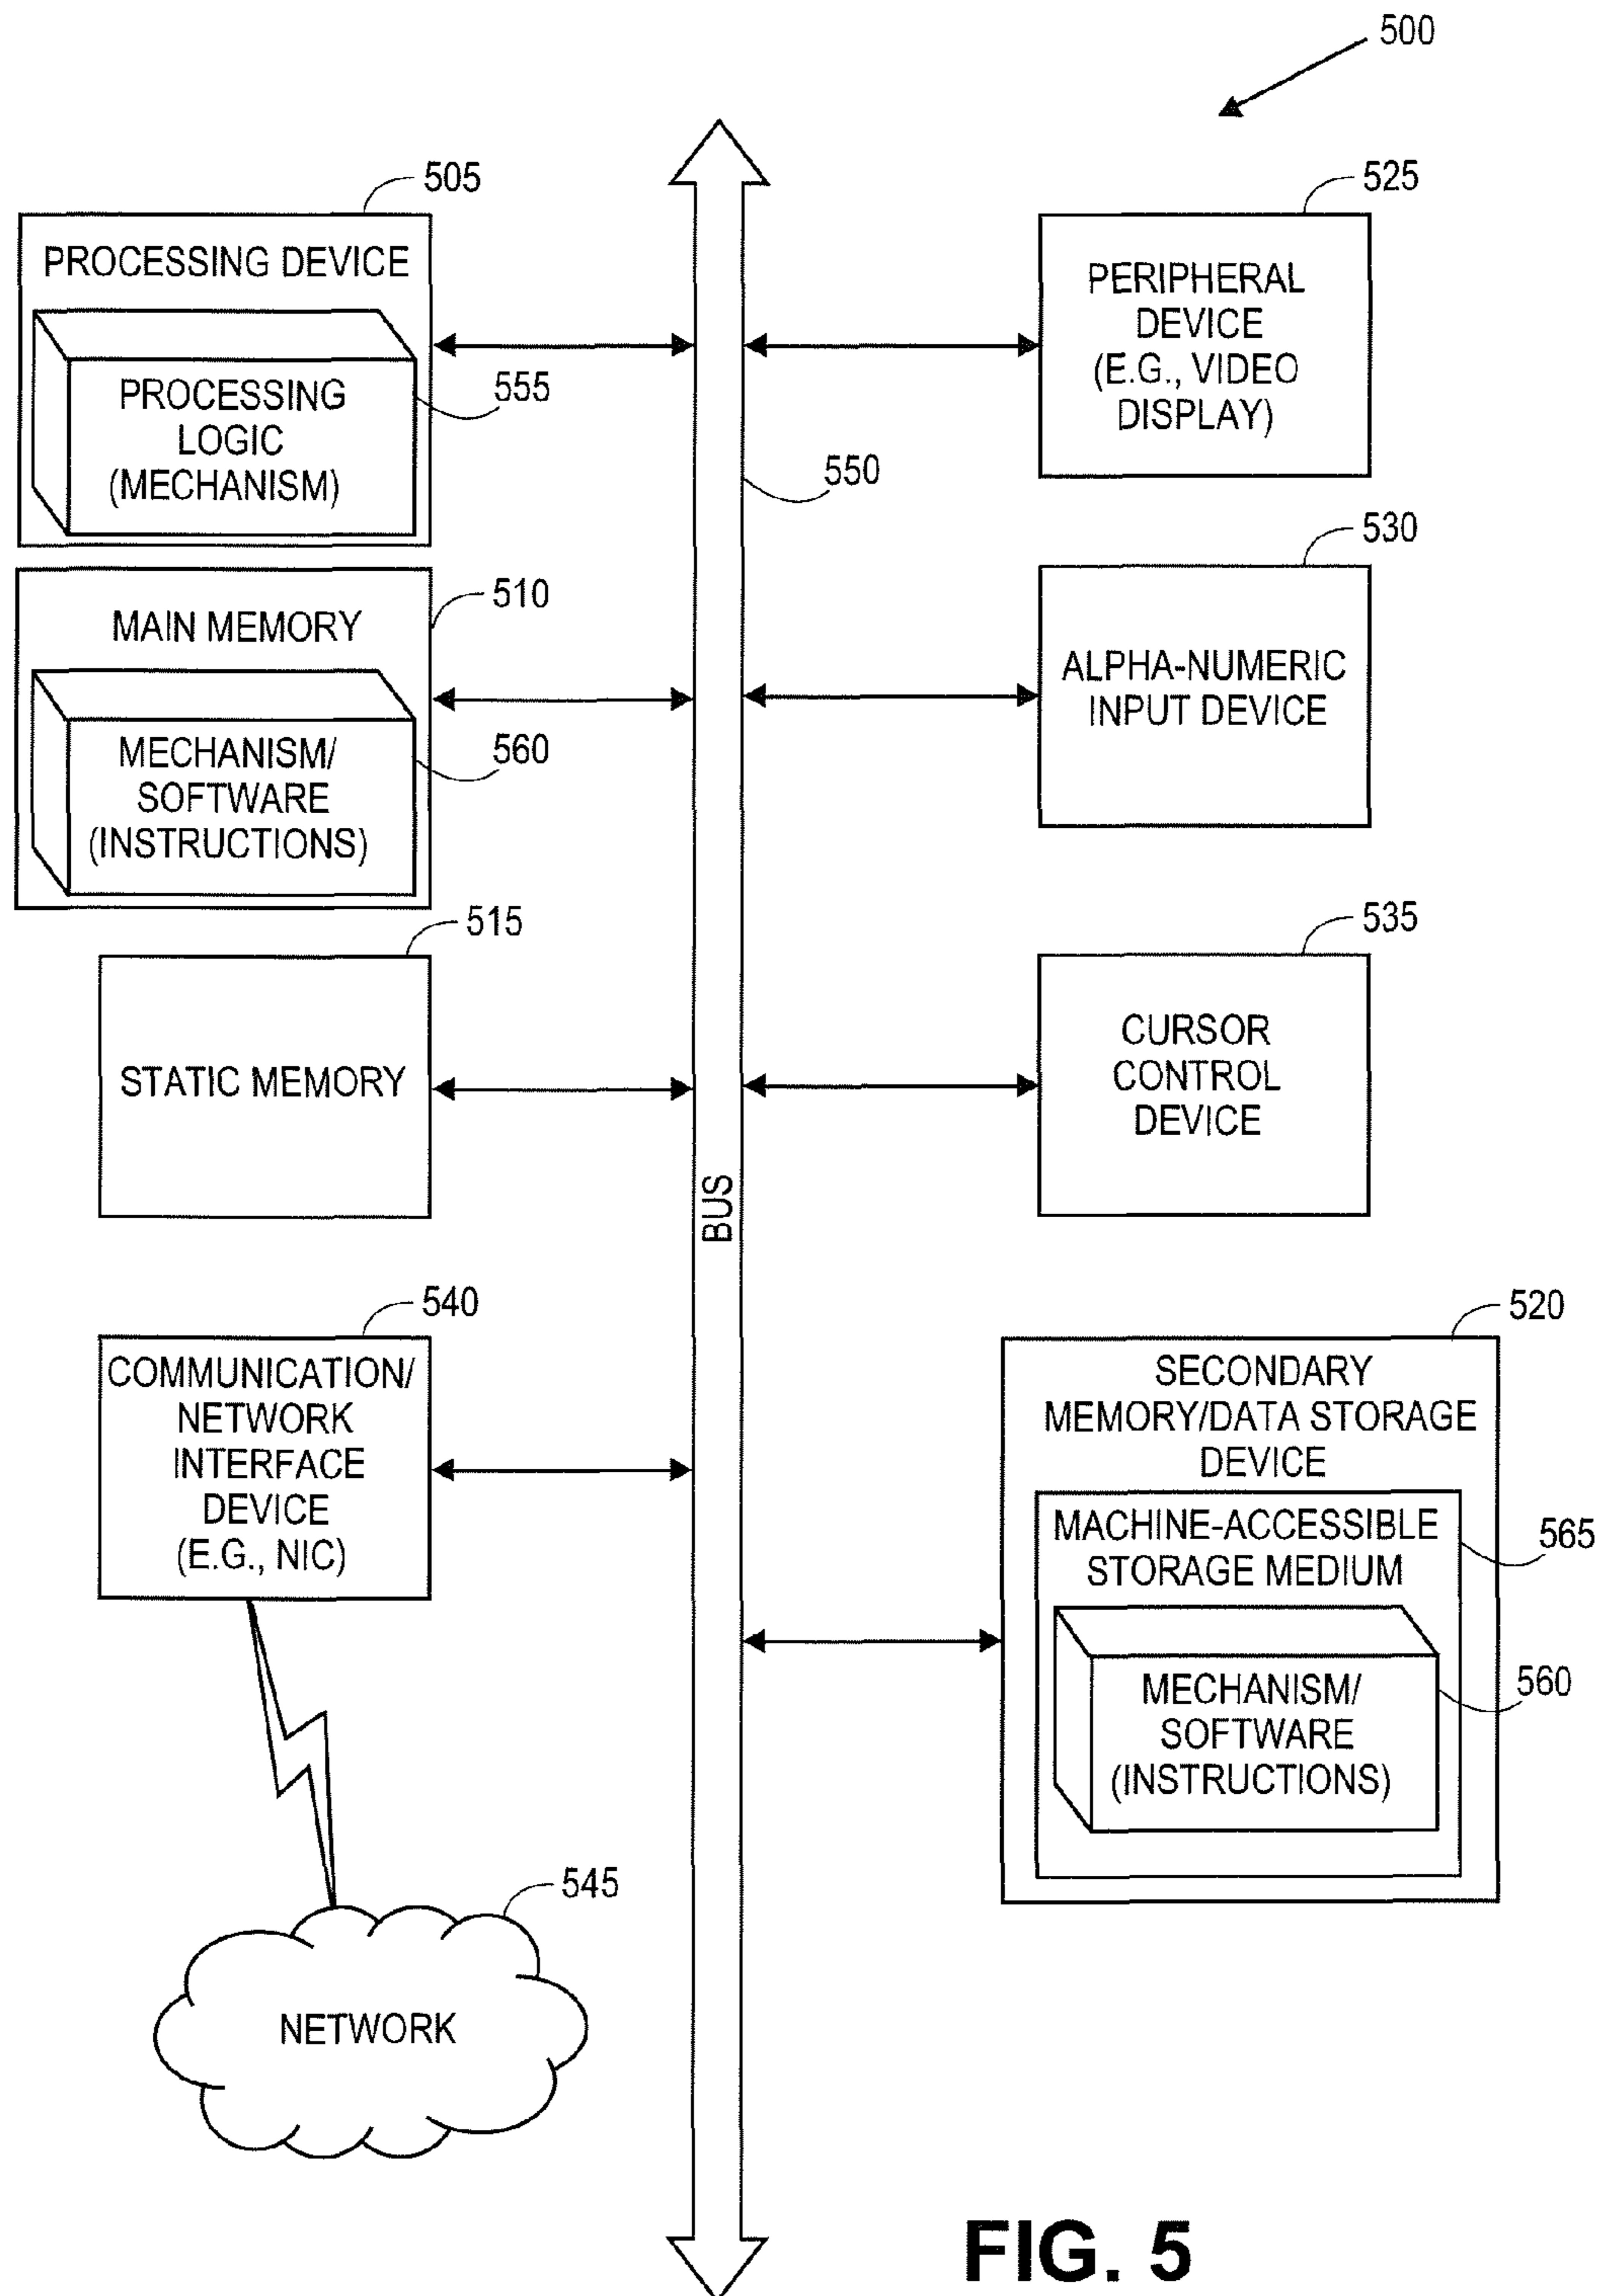 500
505
PROCESSING DEVICE
PROCESSING
LOGIC
(MECHANISM)
555
525
PERIPHERAL
DEVICE
(E.G., VIDEO
DISPLAY)
550
510
MAIN MEMORY
MECHANISM/
SOFTWARE
(INSTRUCTIONS)
560
530
ALPHA-NUMERIC
INPUT DEVICE
515
STATIC MEMORY
535
CURSOR
CONTROL
DEVICE
BUS
540
COMMUNICATION/
NETWORK
INTERFACE
DEVICE
(E.G., NIC)
520
SECONDARY
MEMORY/DATA STORAGE
DEVICE
MACHINE-ACCESSIBLE
STORAGE MEDIUM
565
MECHANISM/
SOFTWARE
(INSTRUCTIONS)
560
545
NETWORK
FIG. 5